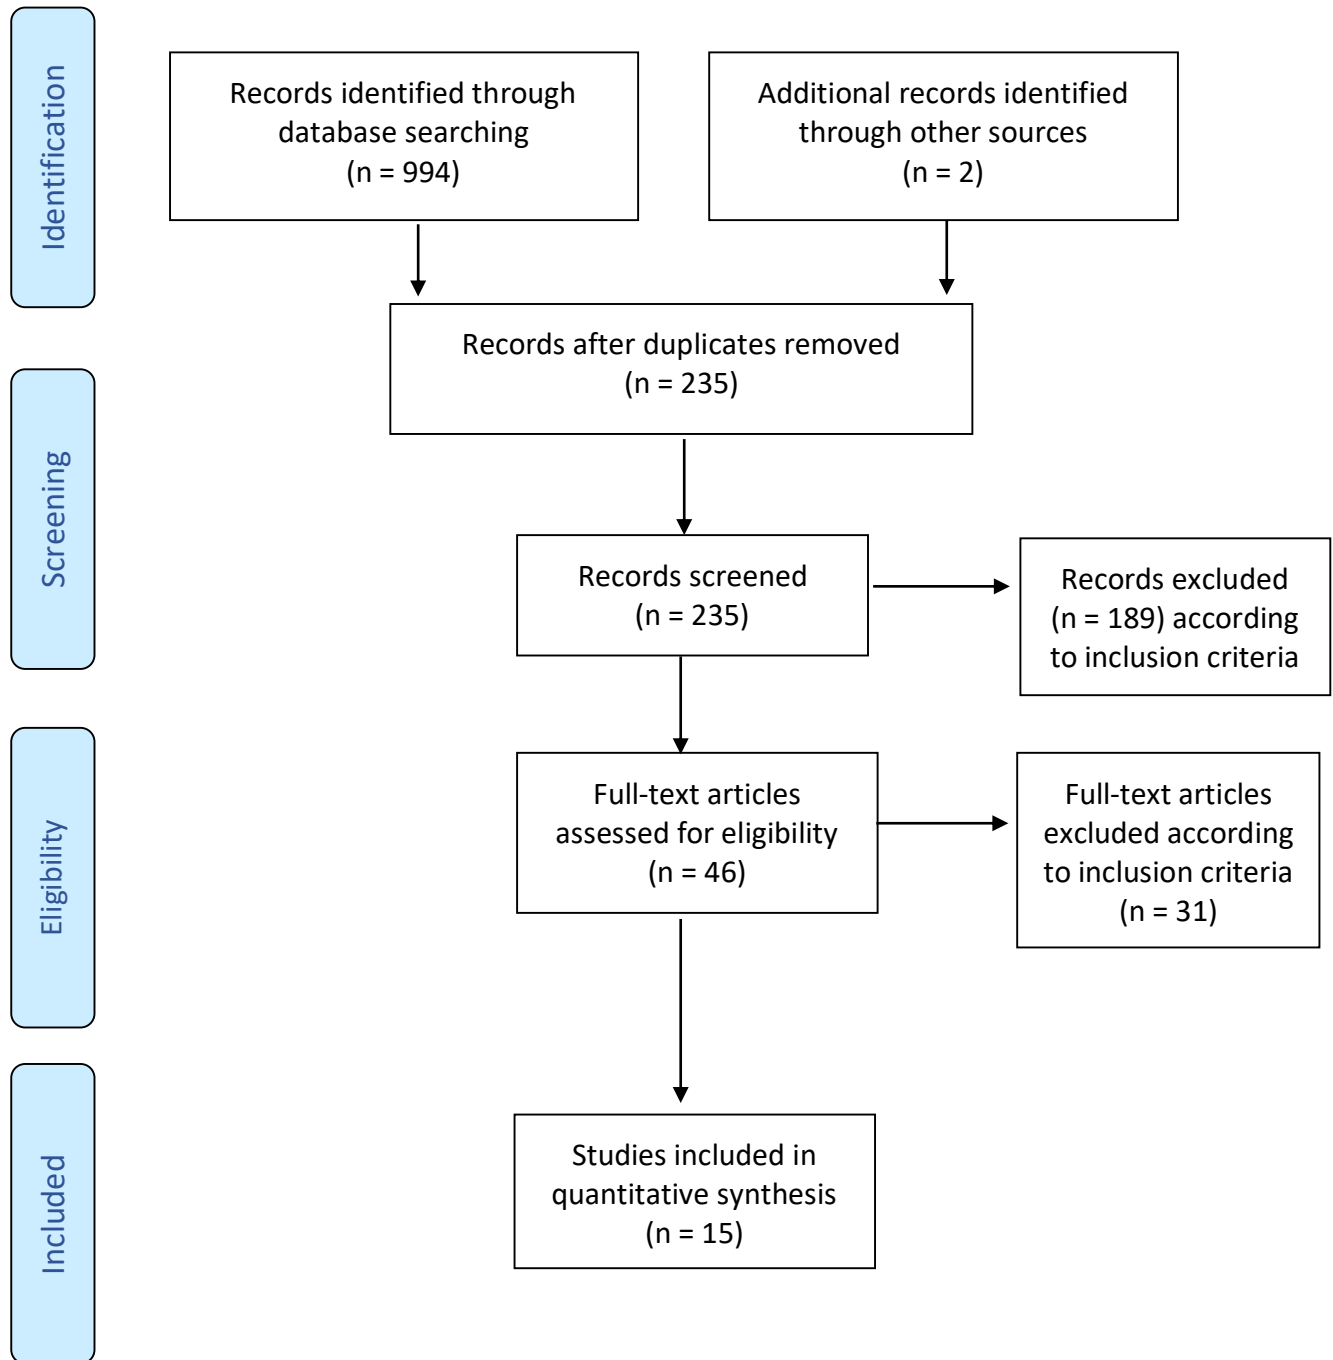 Identification
Records identified through
database searching
(n = 994)
Additional records identified
through other sources
(n = 2)
Records after duplicates removed
(n = 235)
Screening
Records screened
(n = 235)
Records excluded
(n = 189) according
to inclusion criteria
Eligibility
Full-text articles
assessed for eligibility
(n = 46)
Full-text articles
excluded according
to inclusion criteria
(n = 31)
Included
Studies included in
quantitative synthesis
(n = 15)